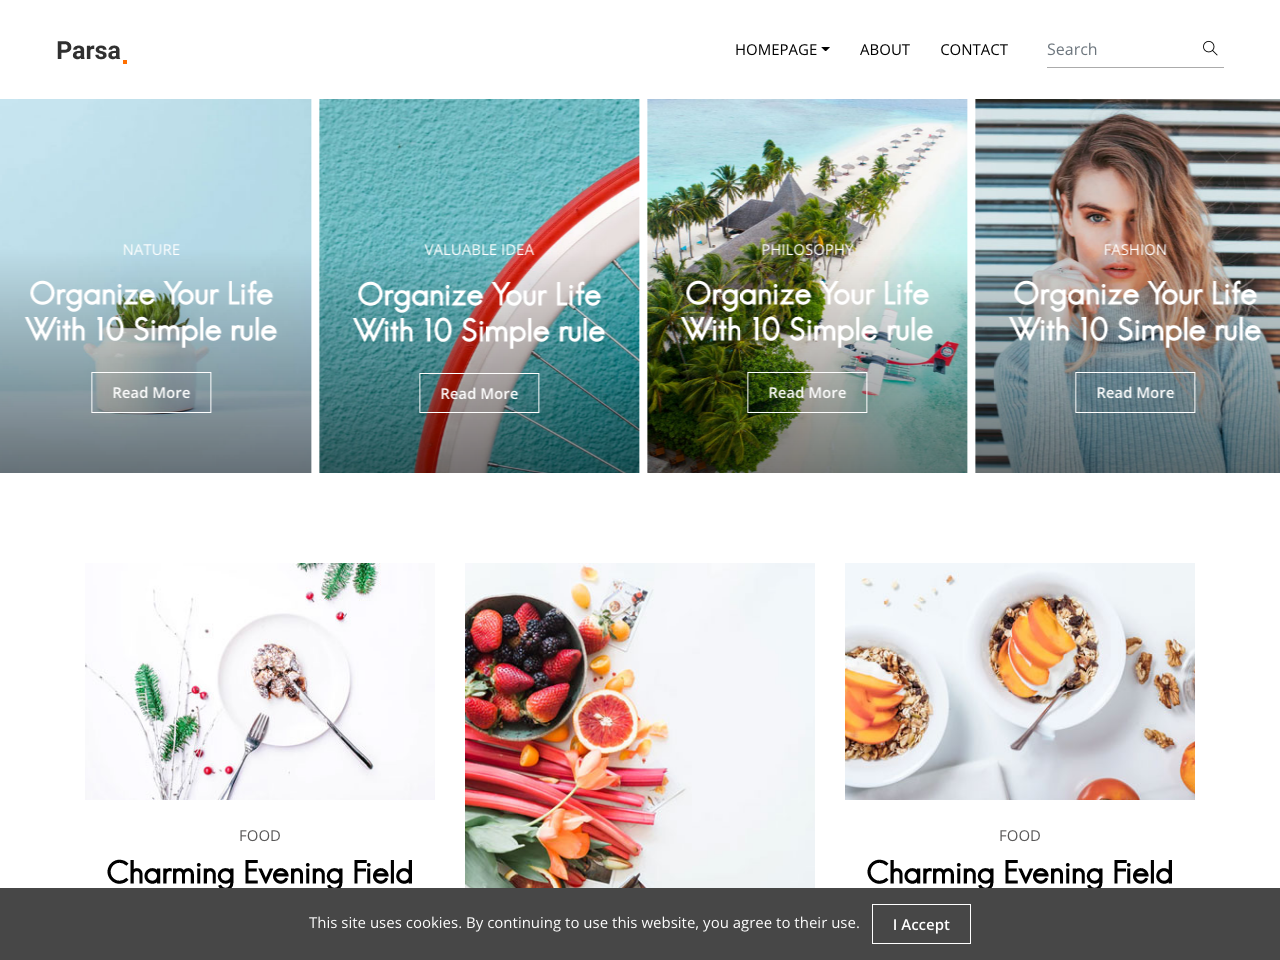 Parsa.
HOMEPAGE
ABOUT
CONTACT
Search
NATURE
Organize Your Life
With 10 Simple rule
Read More
VALUABLE IDEA
Organize Your Life
With 10 Simple rule
Read More
PHILOSOPHY
Organize Your Life
With 10 Simple rule
Read More
FASHION
Organize Your Life
With 10 Simple rule
Read More
FOOD
Charming Evening Field
FOOD
Charming Evening Field
This site uses cookies. By continuing to use this website, you agree to their use.
I Accept